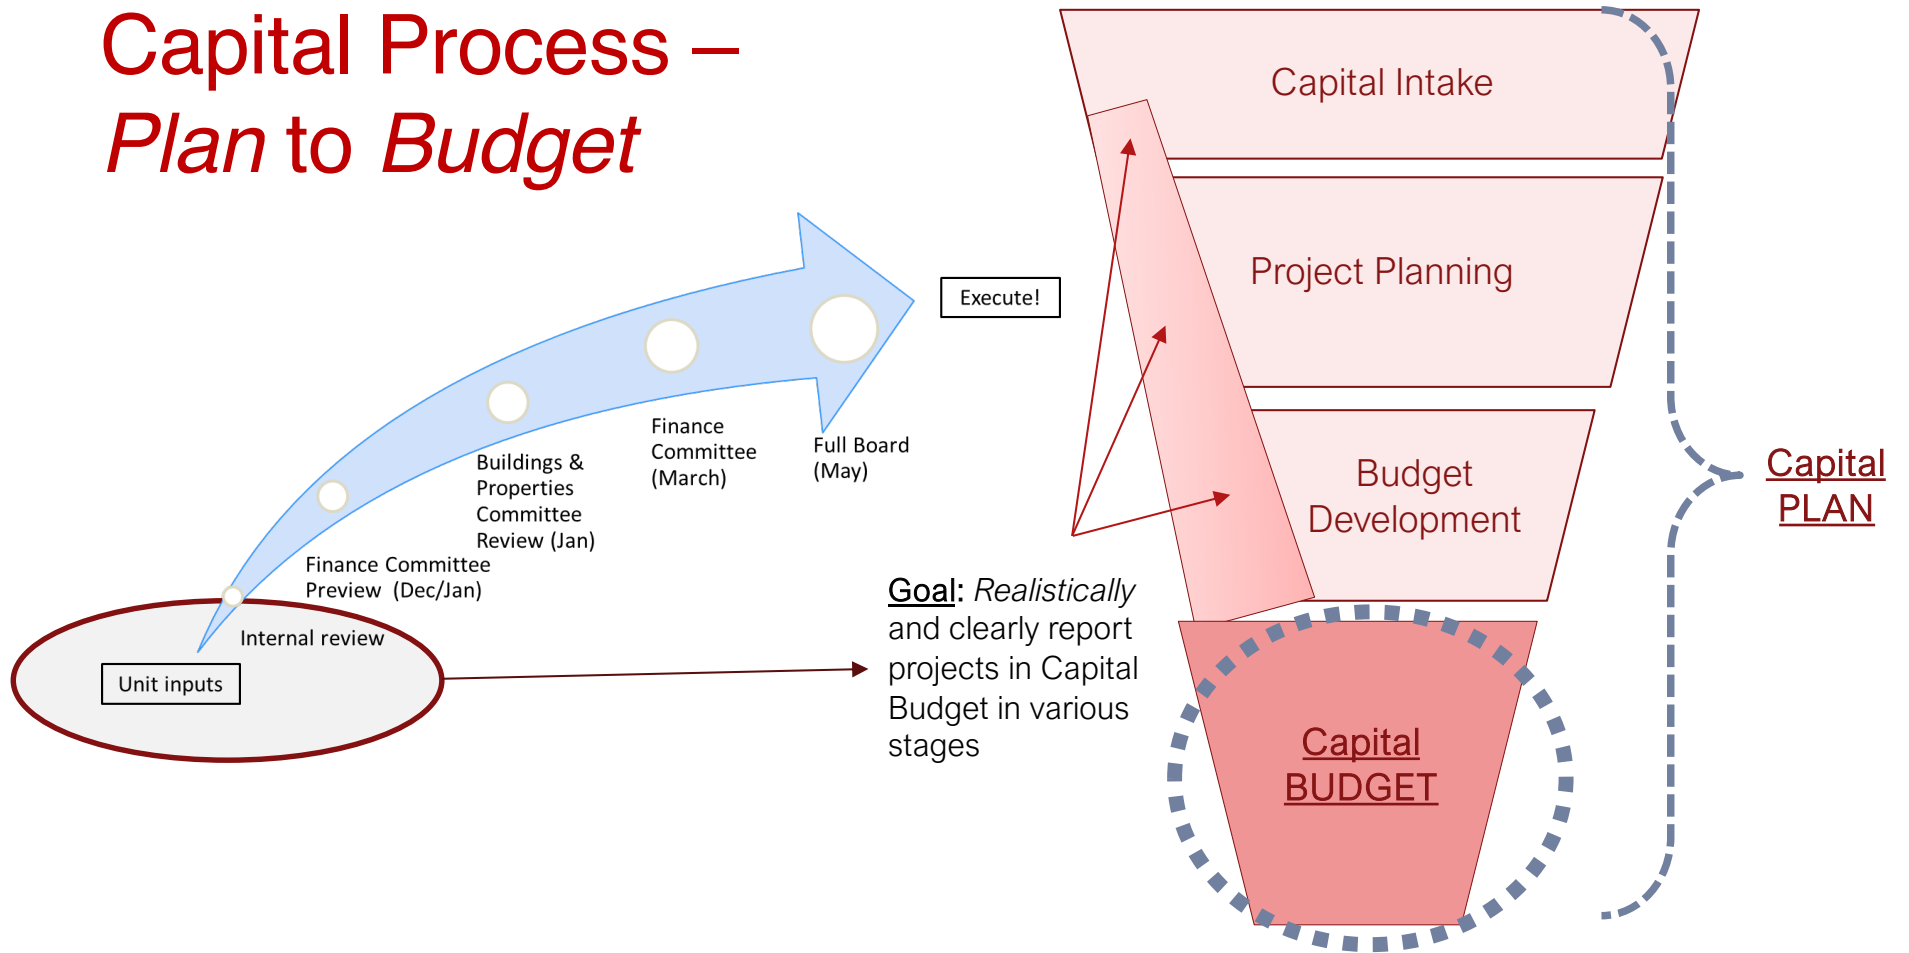 Capital Process –
Plan to Budget
Execute!
Full Board
(May)
Finance
Committee
(March)
Buildings &
Properties
Committee
Review (Jan)
Finance Committee
Preview (Dec/Jan)
Internal review
Unit inputs
Goal: Realistically
and clearly report
projects in Capital
Budget in various
stages
Capital Intake
Project Planning
Budget
Development
Capital
BUDGET
Capital
PLAN